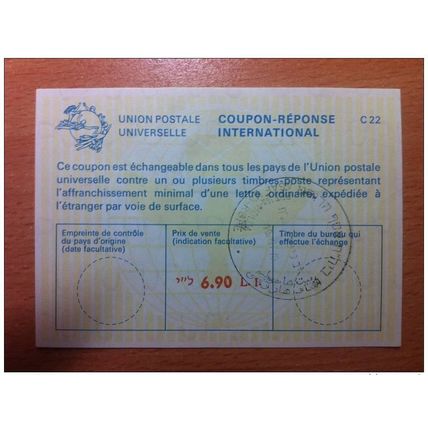 UNION POSTALE UNIVERSELLE
COUPON-RÉPONSE INTERNATIONAL
C 22
Ce coupon est échangeable dans tous les pays de l'Union postale
universelle contre un ou plusieurs timbres-poste représentant
l'affranchissement minimal d'une lettre ordinaire, expédiée à
l'étranger par voie de surface.
Empreinte de contrôle
du pays d'origine
(date facultative)
Prix de vente
(indication facultative)
Timbre du bureau qui
effectue l'échange
ל"י 6.90 L. I.